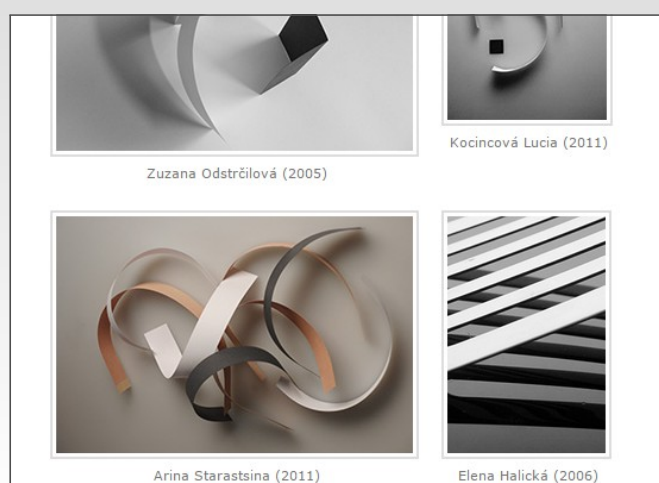 Kocincová Lucia (2011)
Zuzana Odstrčilová (2005)
Arina Starastsina (2011)
Elena Halická (2006)